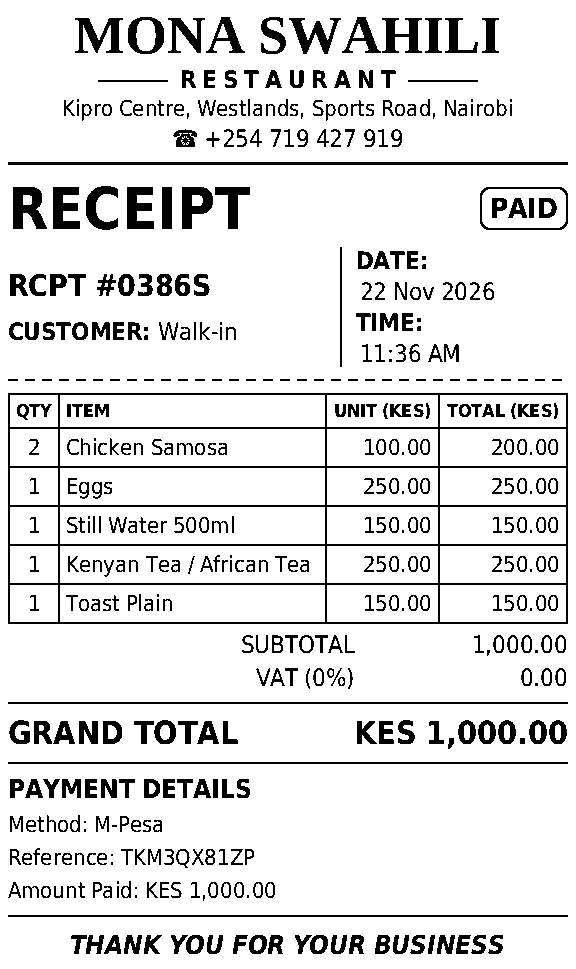 MONA SWAHILI
RESTAURANT
Kipro Centre, Westlands, Sports Road, Nairobi
☎ +254 719 427 919
RECEIPT
PAID
RCPT #0386S
CUSTOMER: Walk-in
DATE:
22 Nov 2026
TIME:
11:36 AM
QTY ITEM UNIT (KES) TOTAL (KES)
2 Chicken Samosa 100.00 200.00
1 Eggs 250.00 250.00
1 Still Water 500ml 150.00 150.00
1 Kenyan Tea / African Tea 250.00 250.00
1 Toast Plain 150.00 150.00
SUBTOTAL 1,000.00
VAT (0%) 0.00
GRAND TOTAL KES 1,000.00
PAYMENT DETAILS
Method: M-Pesa
Reference: TKM3QX81ZP
Amount Paid: KES 1,000.00
THANK YOU FOR YOUR BUSINESS